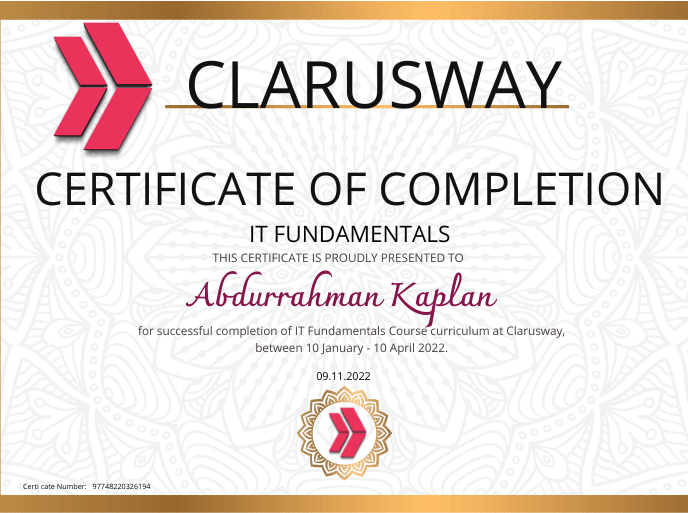 CLARUSWAY
CERTIFICATE OF COMPLETION
IT FUNDAMENTALS
THIS CERTIFICATE IS PROUDLY PRESENTED TO
Abdurrahman Kaplan
for successful completion of IT Fundamentals Course curriculum at Clarusway,
between 10 January - 10 April 2022.
09.11.2022
Certi cate Number: 97748220326194